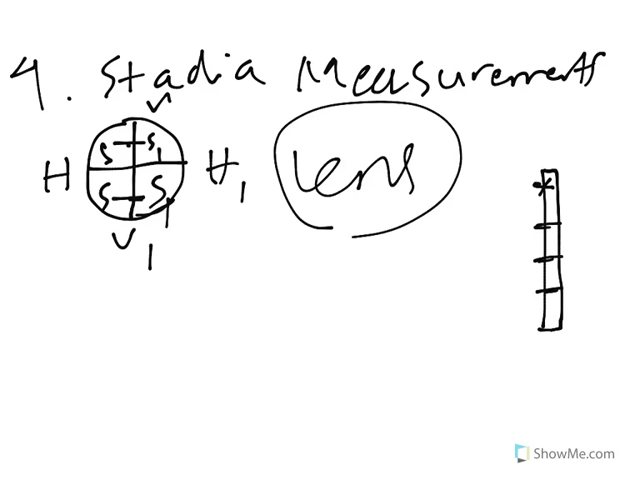 4. Stadia Measurements
V
S S1
H H1 Lens
S S1
V1
ShowMe.com